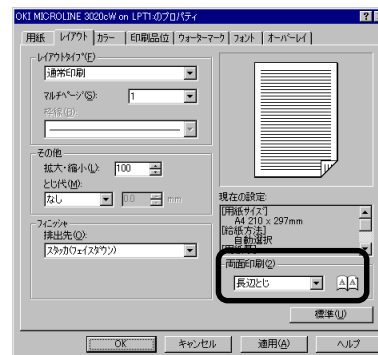 OKI MICROLINE 3020cW on LPT1:のプロパティ
用紙 レイアウト カラー 印刷品位 ウォーターマーク フォント オーバーレイ
レイアウトタイプ(F)
通常印刷
マルチページ(S): 1
枠線(B):
その他
拡大・縮小(L): 100
とじ代(M):
なし 0.0 mm
フィニッシャ
排出先(O):
スタッカ(フェイスダウン)
現在の設定:
[用紙サイズ]
A4 210 x 297mm
[給紙方法]
自動選択
両面印刷(2)
長辺とじ
標準(U)
OK キャンセル 適用(A) ヘルプ